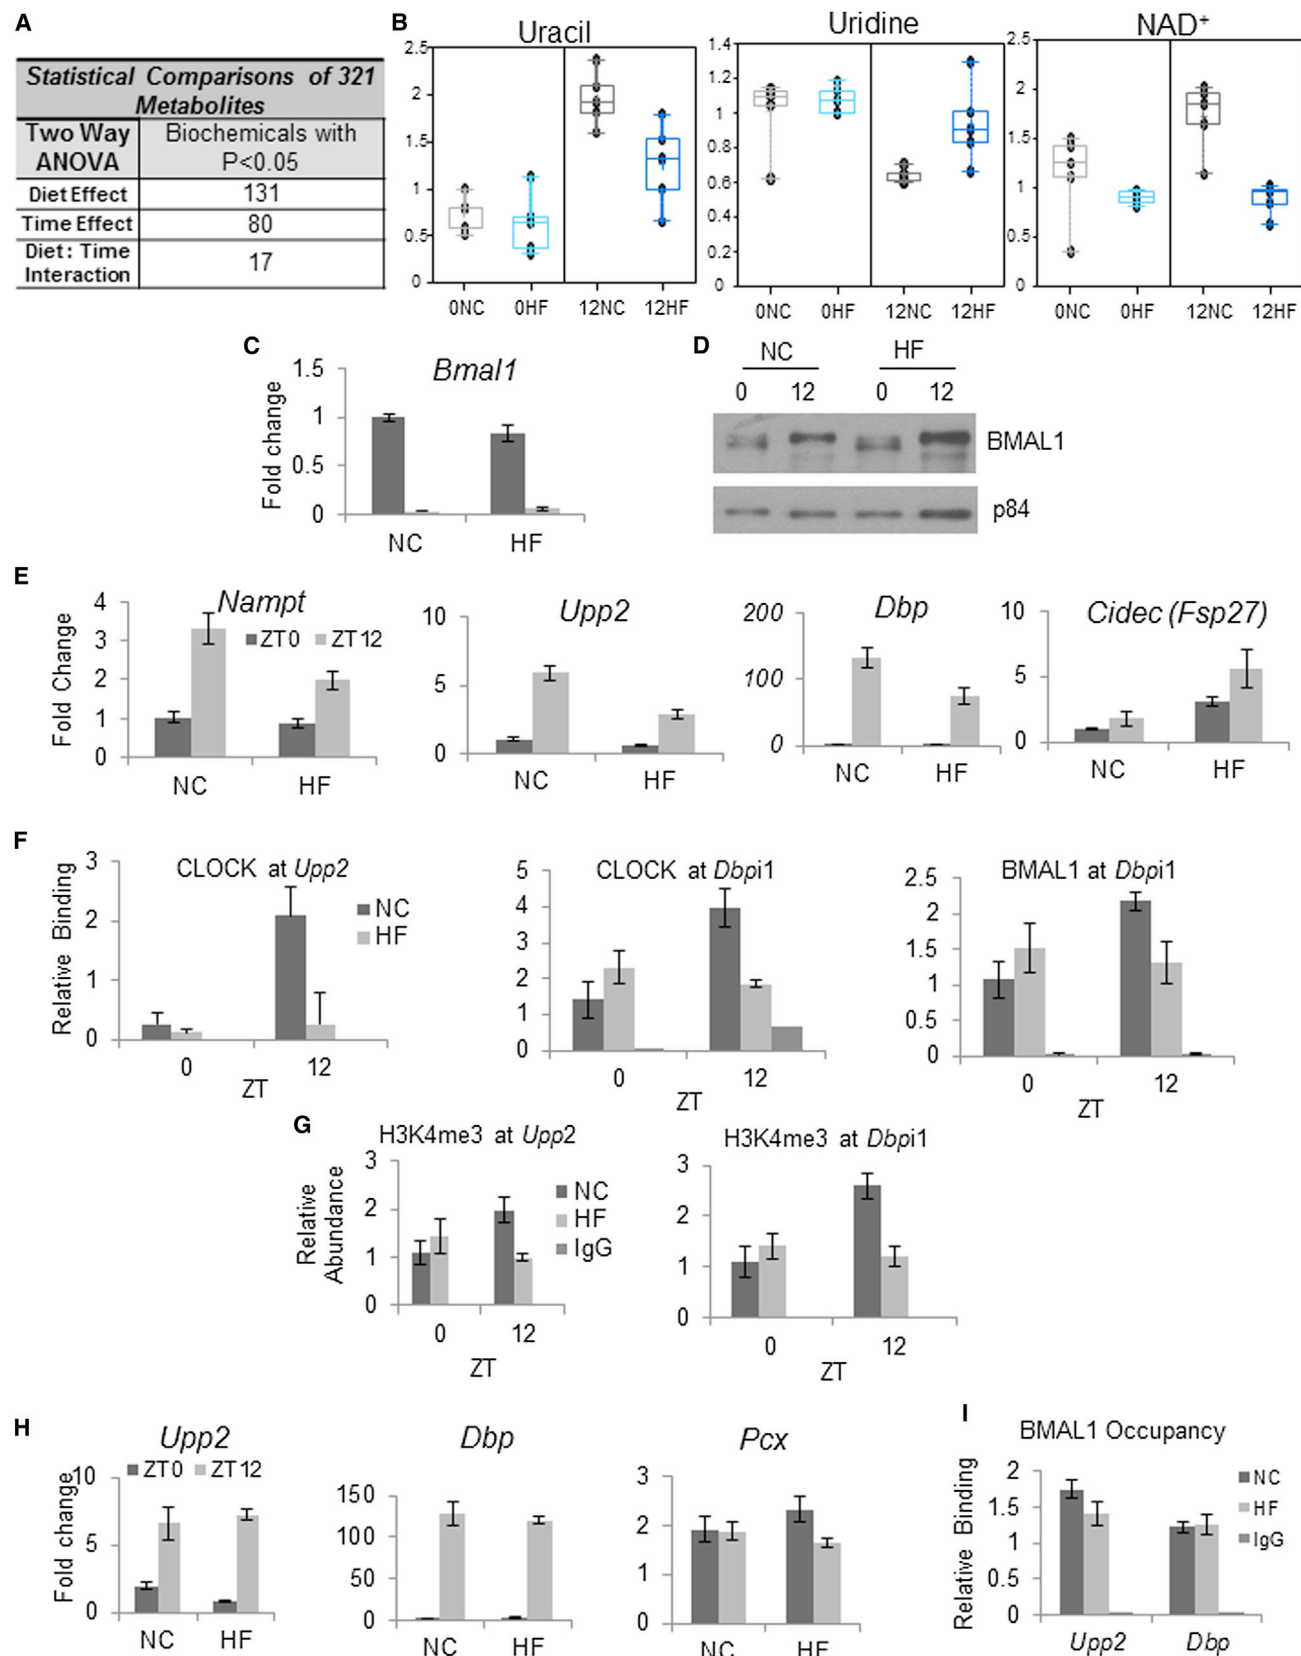 A
Statistical Comparisons of 321
Metabolites
Two Way ANOVA
Biochemicals with P<0.05
Diet Effect 131
Time Effect 80
Diet : Time Interaction 17
B
Uracil
2.5
2
1.5
1
0.5
0
0NC 0HF 12NC 12HF
Uridine
1.4
1.2
1
0.8
0.6
0.4
0.2
0
0NC 0HF 12NC 12HF
NAD+
2.5
2
1.5
1
0.5
0
0NC 0HF 12NC 12HF
C
Bmal1
Fold change
1.5
1
0.5
0
NC HF
D
NC HF
0 12 0 12
BMAL1
p84
E
Nampt
Fold Change
ZT0 ZT12
4
3
2
1
0
NC HF
Upp2
10
5
0
NC HF
Dbp
200
100
0
NC HF
Cidec (Fsp27)
10
5
0
NC HF
F
CLOCK at Upp2
Relative Binding
3
2
1
0
NC
HF
0 12
ZT
CLOCK at Dbpi1
5
4
3
2
1
0
0 12
ZT
BMAL1 at Dbpi1
2.5
2
1.5
1
0.5
0
0 12
ZT
G
H3K4me3 at Upp2
Relative
Abundance
3
2
1
0
NC
HF
IgG
0 12
ZT
H3K4me3 at Dbpi1
3
2
1
0
0 12
ZT
H
Upp2
ZT0 ZT12
Fold change
10
5
0
NC HF
Dbp
150
100
50
0
NC HF
Pcx
3
2
1
0
NC HF
I
BMAL1 Occupancy
Relative Binding
2
1.5
1
0.5
0
NC
HF
IgG
Upp2 Dbp